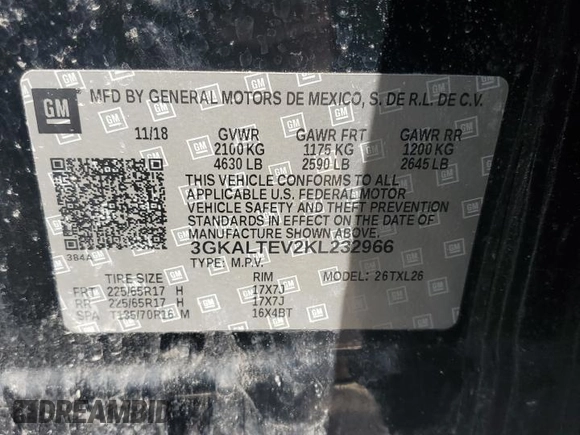 GM MFD BY GENERAL MOTORS DE MEXICO, S. DE R.L. DE C.V.
11/18 GVWR GAWR FRT GAWR RR
2100 KG 1175 KG 1200 KG
4630 LB 2590 LB 2645 LB
THIS VEHICLE CONFORMS TO ALL
APPLICABLE U.S. FEDERAL MOTOR
VEHICLE SAFETY AND THEFT PREVENTION
STANDARDS IN EFFECT ON THE DATE OF
MANUFACTURE SHOWN ABOVE.
384A 3GKALTEV2KL232966
TYPE: M.P.V. MODEL: 26TXL26
TIRE SIZE RIM
FRT 225/65R17 H 17X7J
RR 225/65R17 H 17X7J
SPA T135/70R16 M 16X4BT
DREAMBID